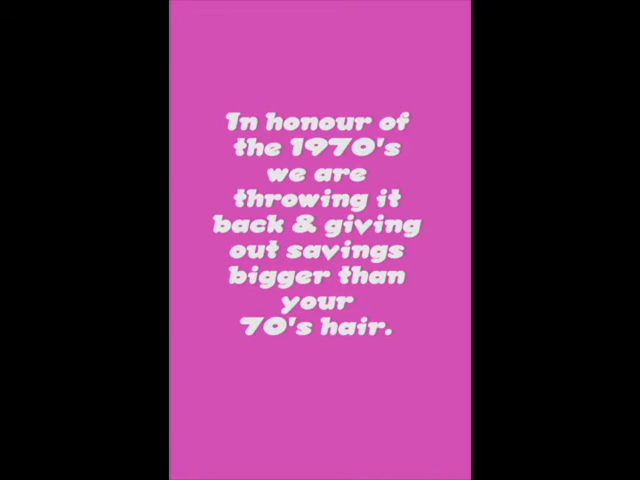 In honour of
the 1970's
we are
throwing it
back & giving
out savings
bigger than
your
70's hair.